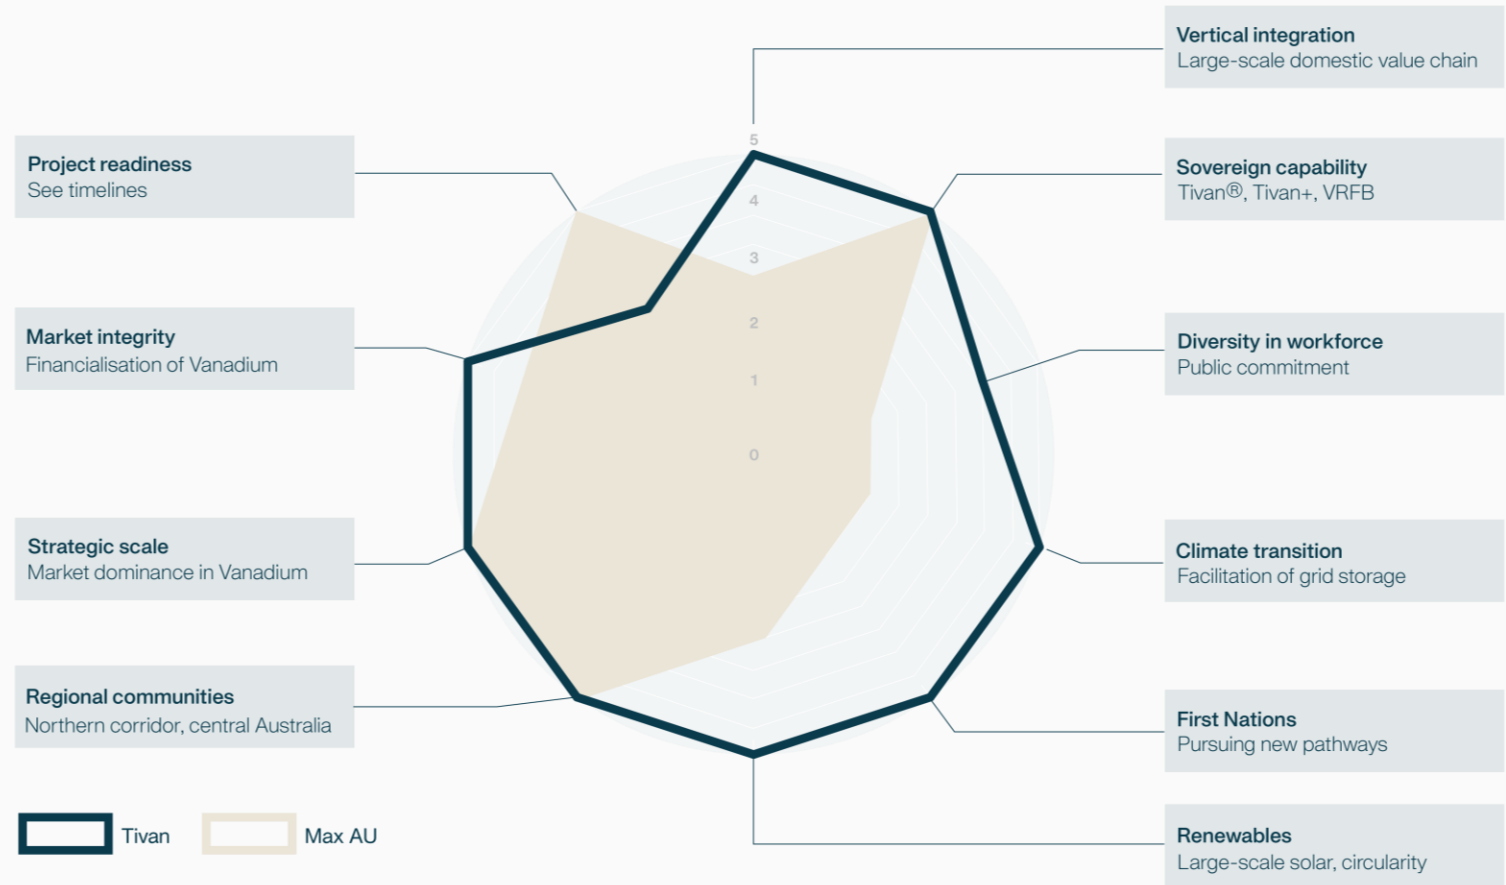 Vertical integration
Large-scale domestic value chain
Project readiness
See timelines
Sovereign capability
Tivan®, Tivan+, VRFB
Market integrity
Financialisation of Vanadium
Diversity in workforce
Public commitment
5
4
3
2
1
0
Strategic scale
Market dominance in Vanadium
Climate transition
Facilitation of grid storage
Regional communities
Northern corridor, central Australia
First Nations
Pursuing new pathways
Renewables
Large-scale solar, circularity
Tivan
Max AU